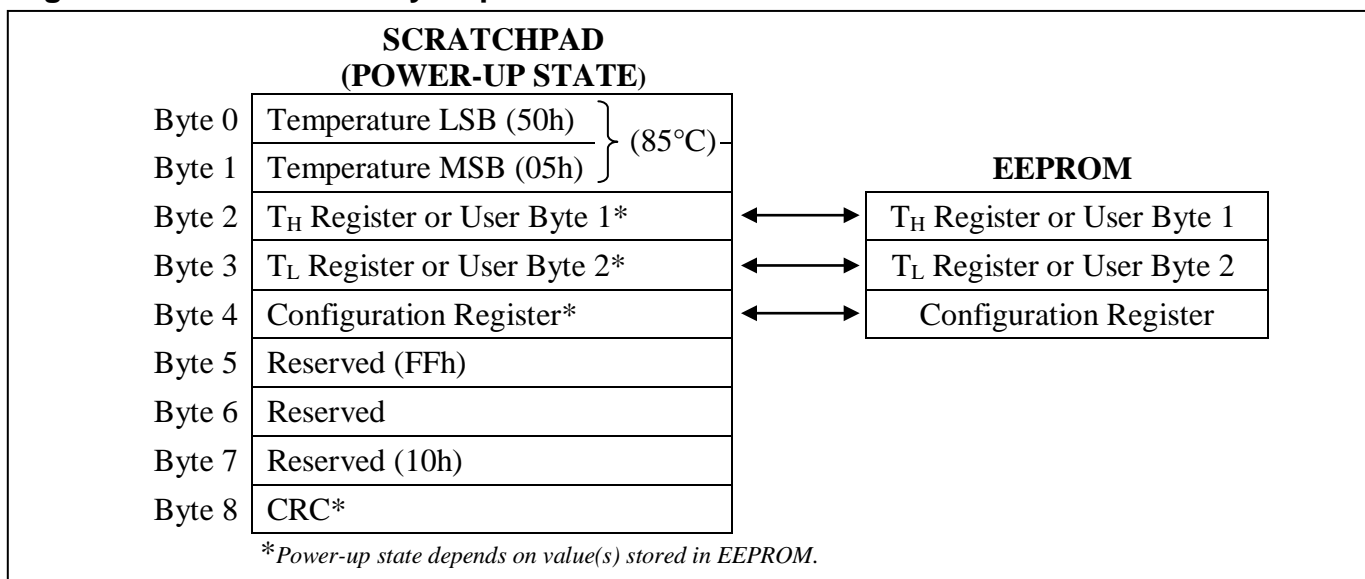 SCRATCHPAD
(POWER-UP STATE)
Byte 0 Temperature LSB (50h)
(85°C)
Byte 1 Temperature MSB (05h)
EEPROM
Byte 2 TH Register or User Byte 1* TH Register or User Byte 1
Byte 3 TL Register or User Byte 2* TL Register or User Byte 2
Byte 4 Configuration Register* Configuration Register
Byte 5 Reserved (FFh)
Byte 6 Reserved
Byte 7 Reserved (10h)
Byte 8 CRC*
*Power-up state depends on value(s) stored in EEPROM.